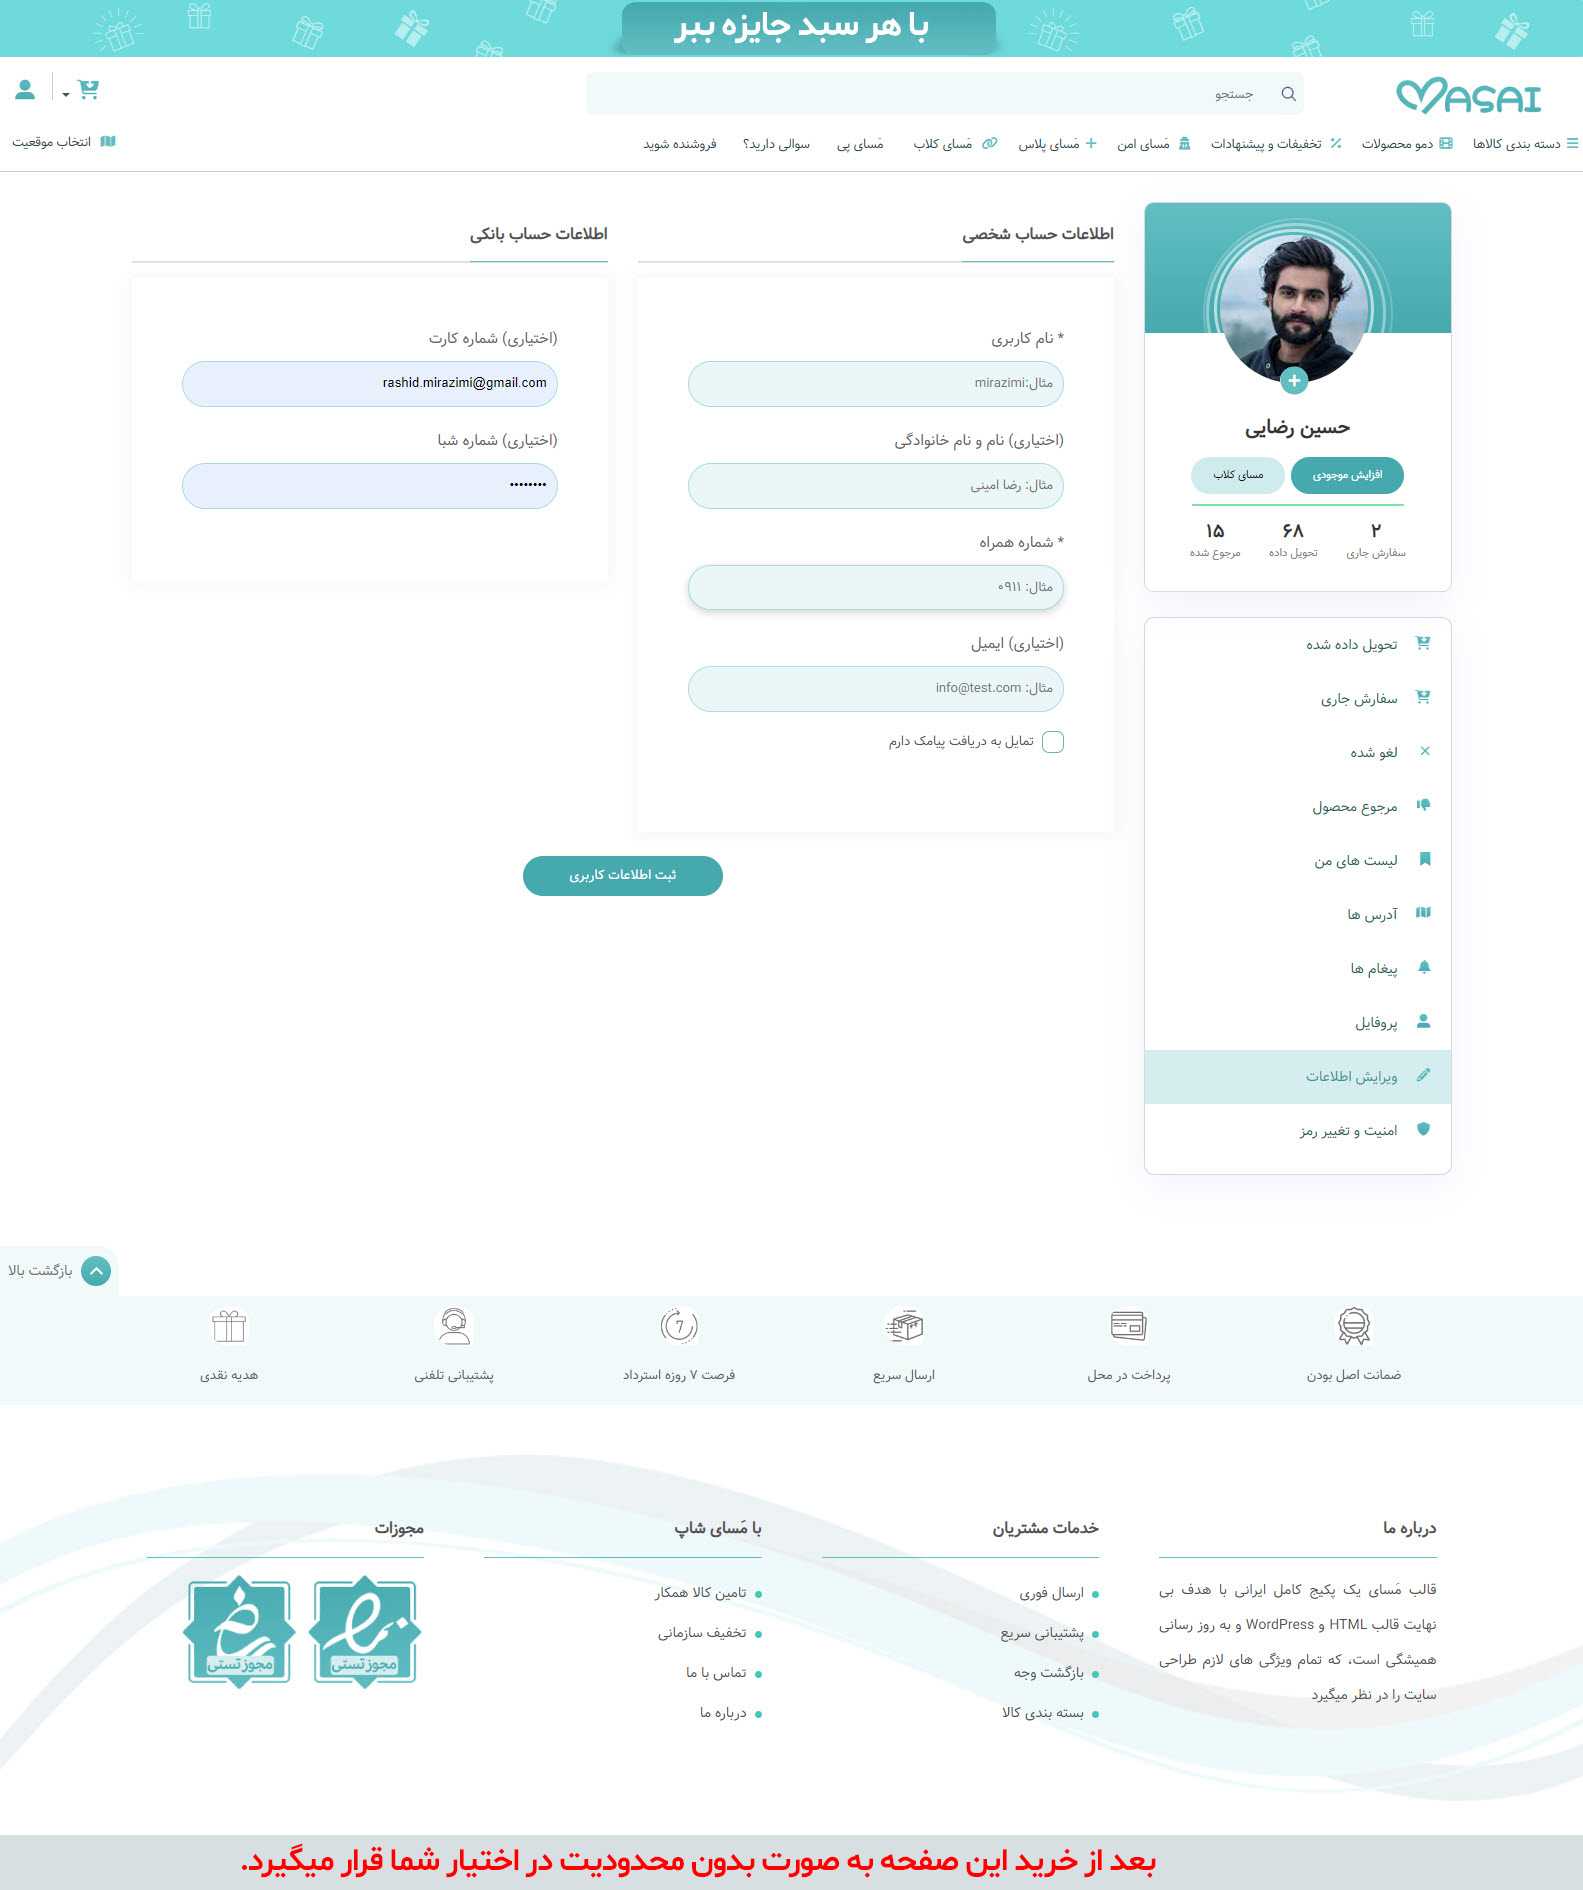 با هر سبد جایزه ببر
MASAI
جستجو
دسته بندی کالاها
دمو محصولات
تخفیفات و پیشنهادات
مَسای امن
مَسای پلاس
مَسای کلاب
مَسای پی
سوالی دارید؟
فروشنده شوید
انتخاب موقعیت
حسین رضایی
افزایش موجودی
مسای کلاب
۲
۶۸
۱۵
سفارش جاری
تحویل داده
مرجوع شده
تحویل داده شده
سفارش جاری
لغو شده
مرجوع محصول
لیست های من
آدرس ها
پیغام ها
پروفایل
ویرایش اطلاعات
امنیت و تغییر رمز
اطلاعات حساب شخصی
* نام کاربری
مثال:mirazimi
(اختیاری) نام و نام خانوادگی
مثال: رضا امینی
* شماره همراه
مثال: ۰۹۱۱
(اختیاری) ایمیل
مثال: info@test.com
تمایل به دریافت پیامک دارم
اطلاعات حساب بانکی
(اختیاری) شماره کارت
rashid.mirazimi@gmail.com
(اختیاری) شماره شبا
••••••••
ثبت اطلاعات کاربری
بازگشت بالا
ضمانت اصل بودن
پرداخت در محل
ارسال سریع
7
فرصت ۷ روزه استرداد
پشتیبانی تلفنی
هدیه نقدی
درباره ما
قالب مَسای یک پکیج کامل ایرانی با هدف بی
نهایت قالب HTML و WordPress و به روز رسانی
همیشگی است، که تمام ویژگی های لازم طراحی
سایت را در نظر میگیرد
خدمات مشتریان
ارسال فوری
پشتیبانی سریع
بازگشت وجه
بسته بندی کالا
با مَسای شاپ
تامین کالا همکار
تخفیف سازمانی
تماس با ما
درباره ما
مجوزات
مجوز تستی
مجوز تستی
بعد از خرید این صفحه به صورت بدون محدودیت در اختیار شما قرار میگیرد.